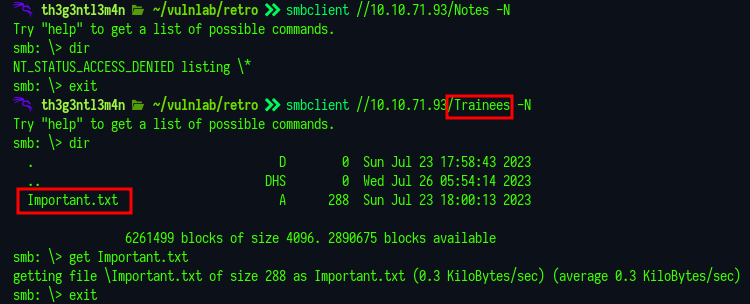 th3g3ntl3m4n ~/vulnlab/retro >> smbclient //10.10.71.93/Notes -N
Try "help" to get a list of possible commands.
smb: \> dir
NT_STATUS_ACCESS_DENIED listing \*
smb: \> exit
th3g3ntl3m4n ~/vulnlab/retro >> smbclient //10.10.71.93/Trainees -N
Try "help" to get a list of possible commands.
smb: \> dir
. D 0 Sun Jul 23 17:58:43 2023
.. DHS 0 Wed Jul 26 05:54:14 2023
Important.txt A 288 Sun Jul 23 18:00:13 2023
6261499 blocks of size 4096. 2890675 blocks available
smb: \> get Important.txt
getting file \Important.txt of size 288 as Important.txt (0.3 KiloBytes/sec) (average 0.3 KiloBytes/sec)
smb: \> exit